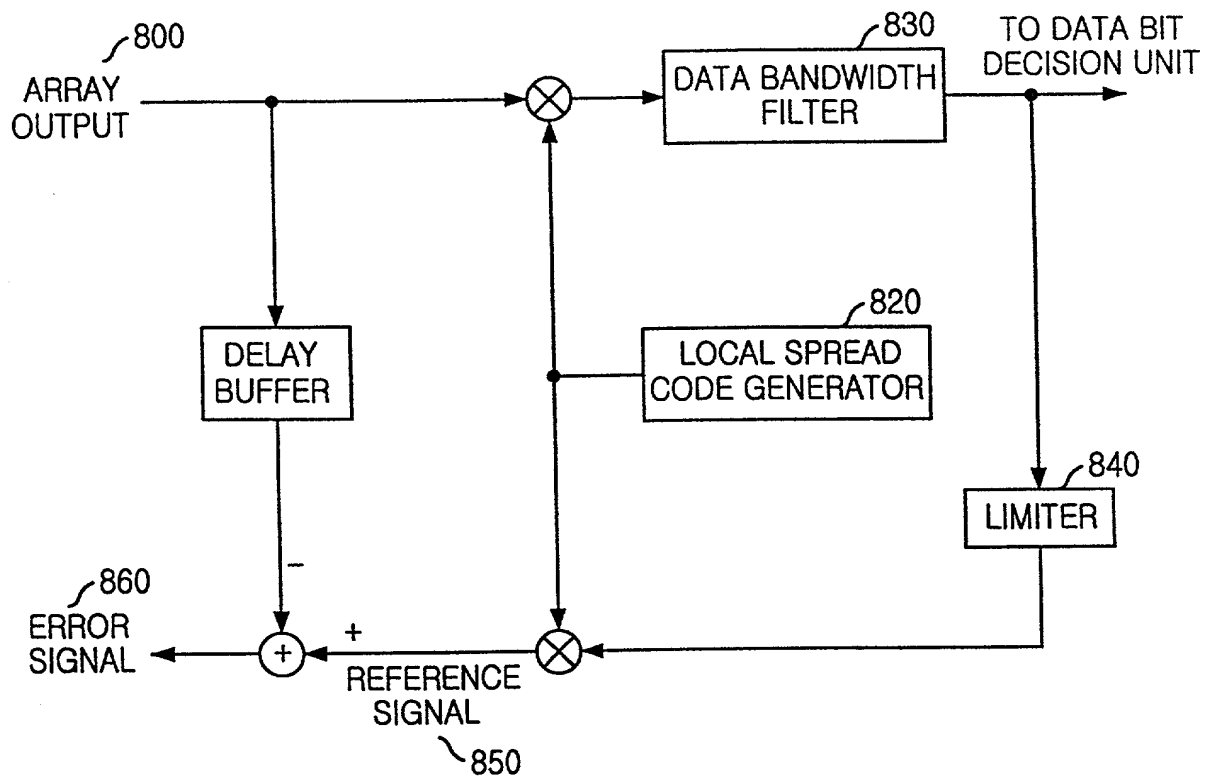 800
ARRAY
OUTPUT
830
DATA BANDWIDTH
FILTER
TO DATA BIT
DECISION UNIT
DELAY
BUFFER
820
LOCAL SPREAD
CODE GENERATOR
840
LIMITER
−
860
ERROR
SIGNAL
+
+
REFERENCE
SIGNAL
850